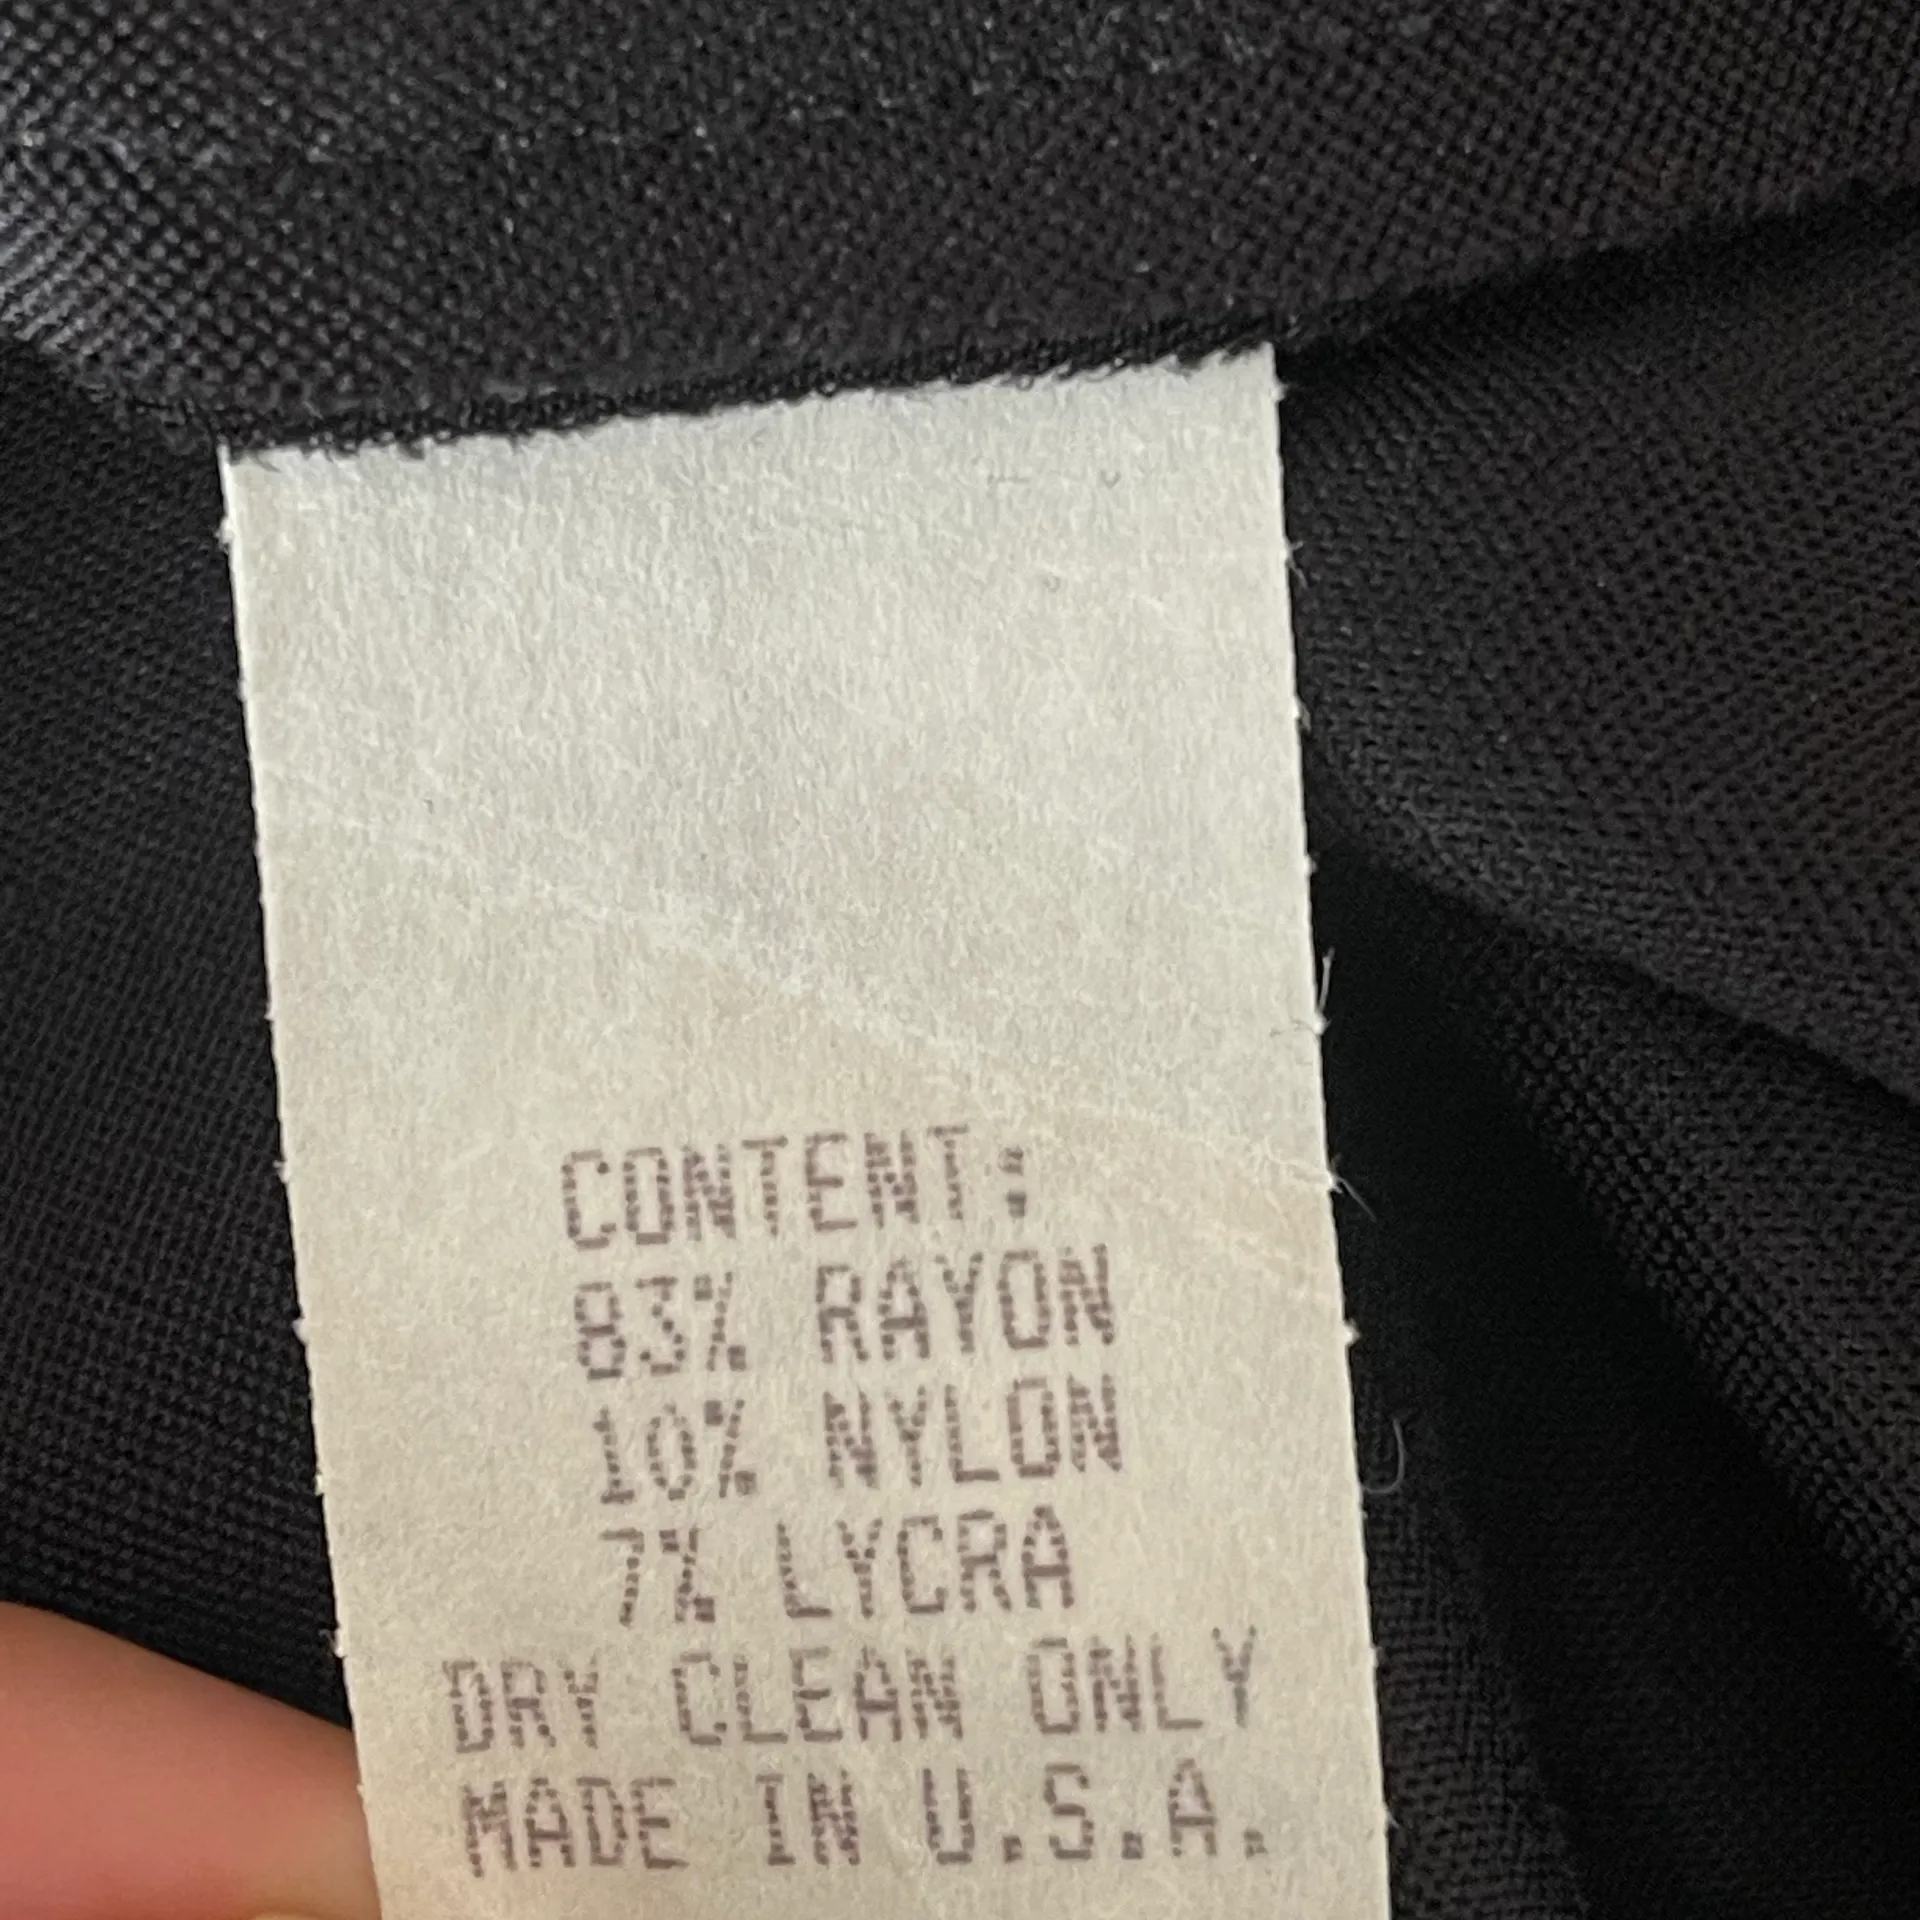 CONTENT:
83% RAYON
10% NYLON
7% LYCRA
DRY CLEAN ONLY
MADE IN U.S.A.